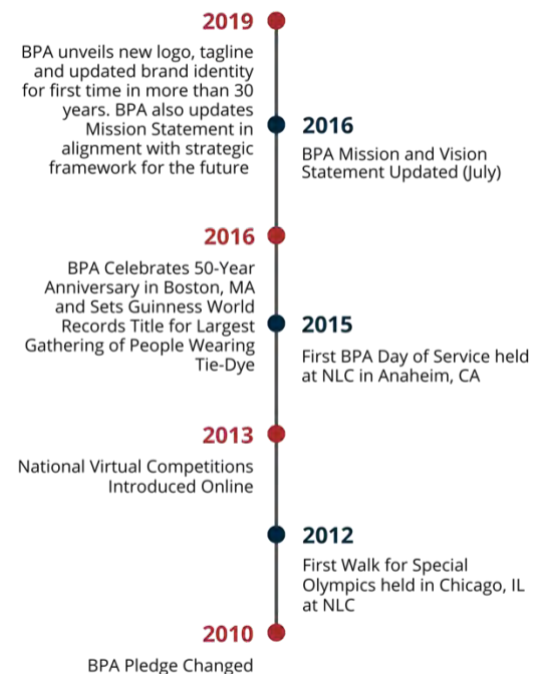 2019
BPA unveils new logo, tagline
and updated brand identity
for first time in more than 30
years. BPA also updates
Mission Statement in
alignment with strategic
framework for the future
2016
BPA Mission and Vision
Statement Updated (July)
2016
BPA Celebrates 50-Year
Anniversary in Boston, MA
and Sets Guinness World
Records Title for Largest
Gathering of People Wearing
Tie-Dye
2015
First BPA Day of Service held
at NLC in Anaheim, CA
2013
National Virtual Competitions
Introduced Online
2012
First Walk for Special
Olympics held in Chicago, IL
at NLC
2010
BPA Pledge Changed